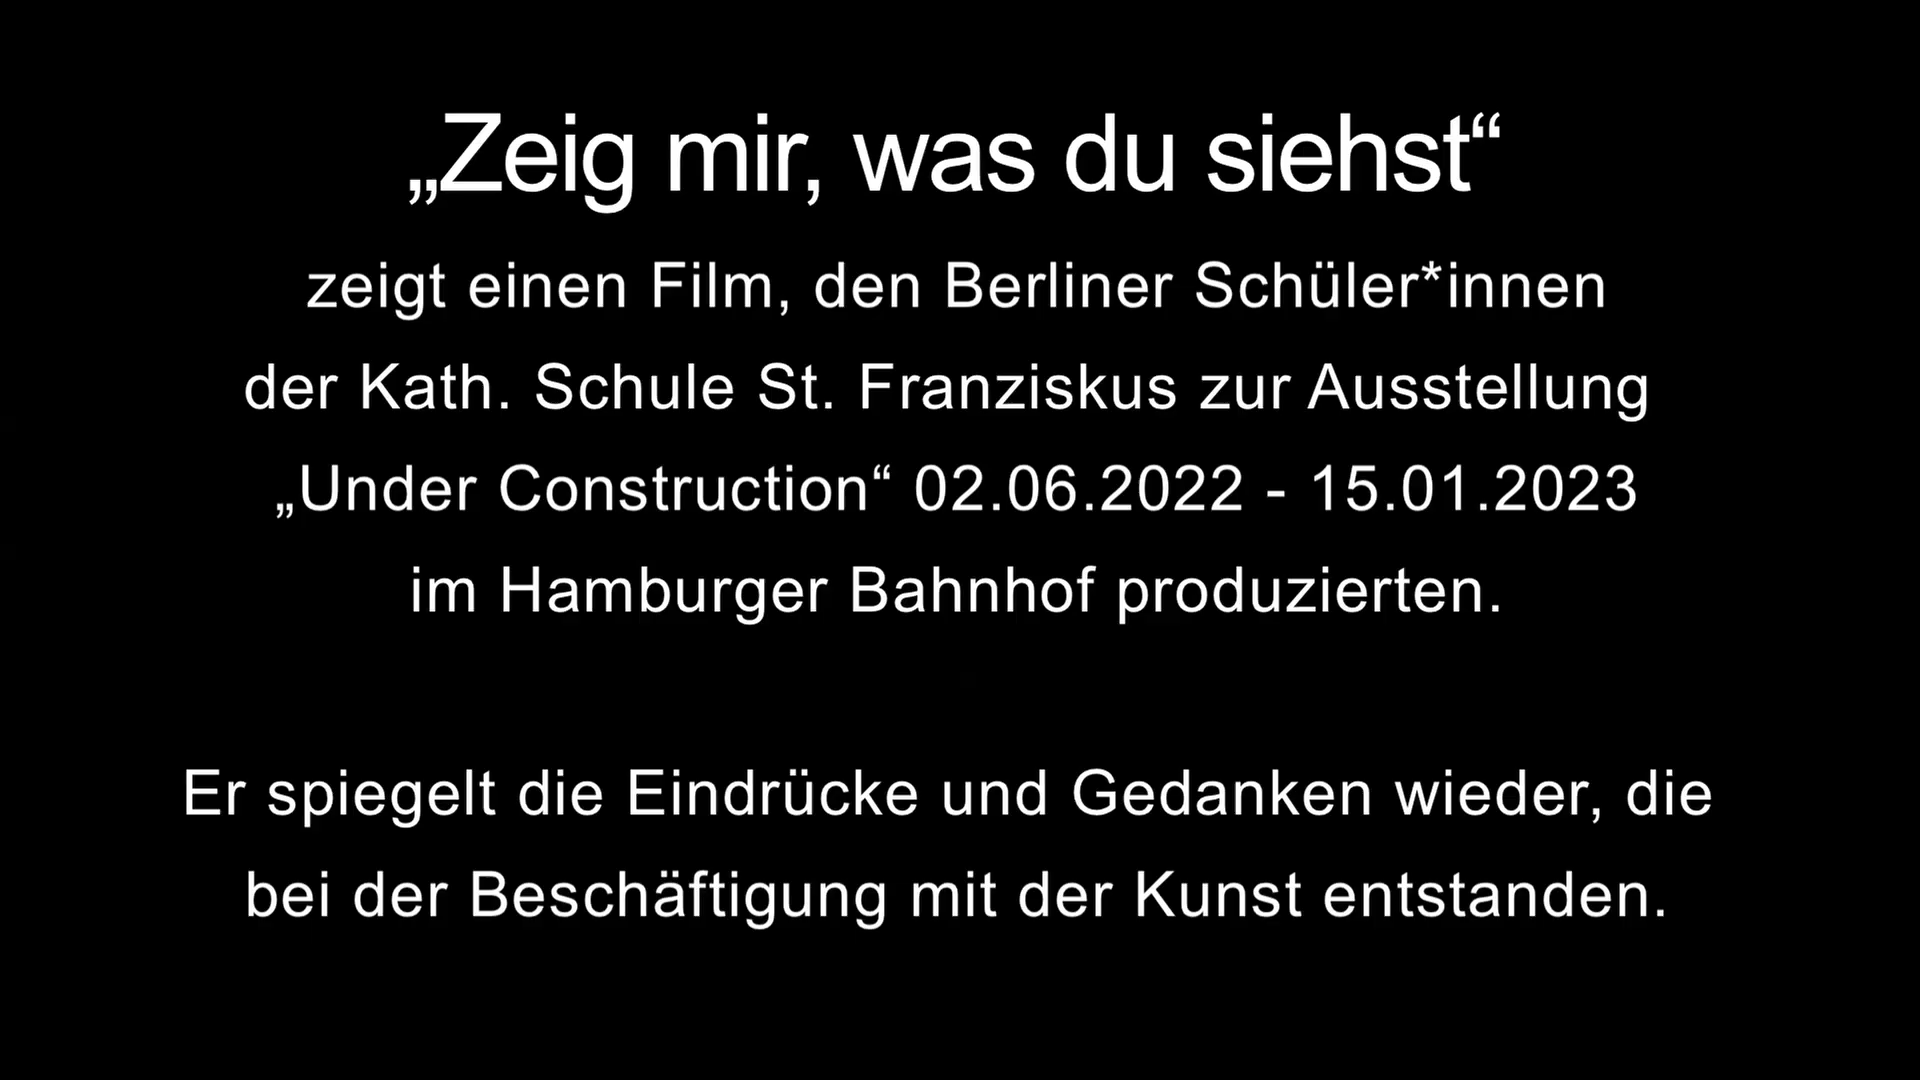 „Zeig mir, was du siehst“
zeigt einen Film, den Berliner Schüler*innen
der Kath. Schule St. Franziskus zur Ausstellung
„Under Construction“ 02.06.2022 - 15.01.2023
im Hamburger Bahnhof produzierten.
Er spiegelt die Eindrücke und Gedanken wieder, die
bei der Beschäftigung mit der Kunst entstanden.